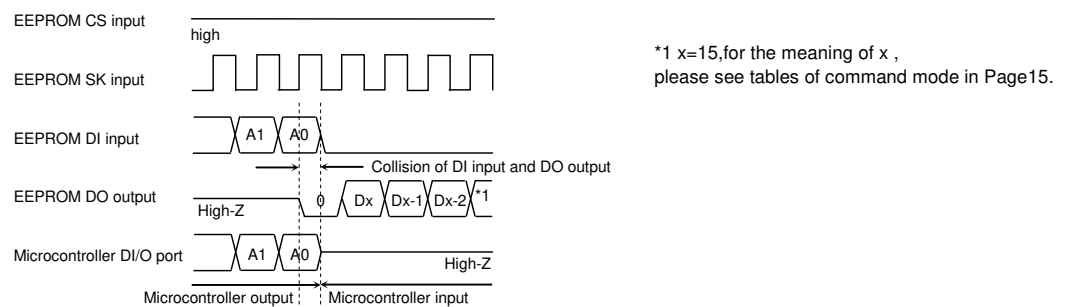 EEPROM CS input
high
*1 x=15,for the meaning of x ,
please see tables of command mode in Page15.
EEPROM SK input
EEPROM DI input
A1 A0
Collision of DI input and DO output
EEPROM DO output
High-Z
0 Dx Dx-1 Dx-2 *1
Microcontroller DI/O port
A1 A0
High-Z
Microcontroller output Microcontroller input